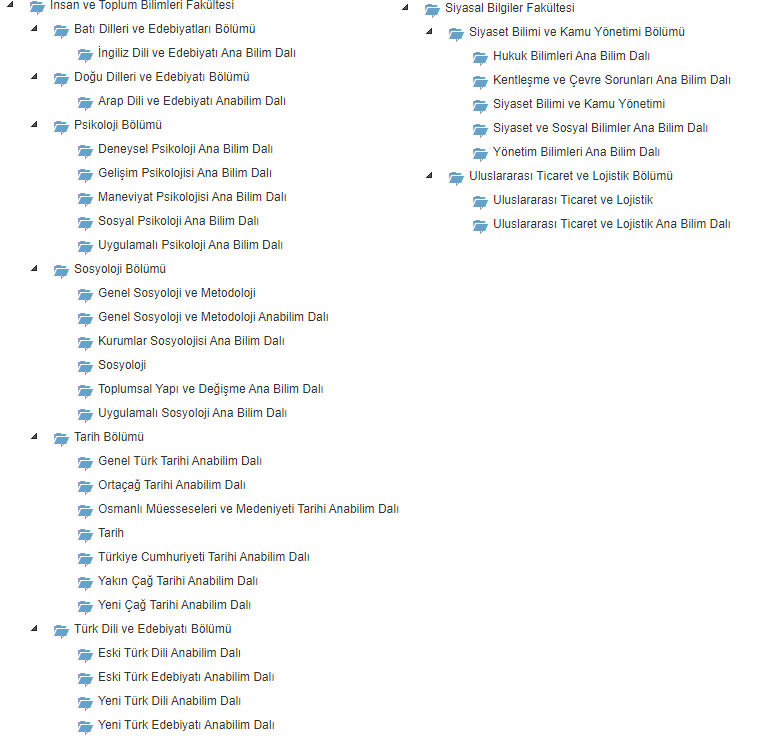 İnsan ve Toplum Bilimleri Fakültesi
Batı Dilleri ve Edebiyatları Bölümü
İngiliz Dili ve Edebiyatı Ana Bilim Dalı
Doğu Dilleri ve Edebiyatı Bölümü
Arap Dili ve Edebiyatı Anabilim Dalı
Psikoloji Bölümü
Deneysel Psikoloji Ana Bilim Dalı
Gelişim Psikolojisi Ana Bilim Dalı
Maneviyat Psikolojisi Ana Bilim Dalı
Sosyal Psikoloji Ana Bilim Dalı
Uygulamalı Psikoloji Ana Bilim Dalı
Sosyoloji Bölümü
Genel Sosyoloji ve Metodoloji
Genel Sosyoloji ve Metodoloji Anabilim Dalı
Kurumlar Sosyolojisi Ana Bilim Dalı
Sosyoloji
Toplumsal Yapı ve Değişme Ana Bilim Dalı
Uygulamalı Sosyoloji Ana Bilim Dalı
Tarih Bölümü
Genel Türk Tarihi Anabilim Dalı
Ortaçağ Tarihi Anabilim Dalı
Osmanlı Müesseseleri ve Medeniyeti Tarihi Anabilim Dalı
Tarih
Türkiye Cumhuriyeti Tarihi Anabilim Dalı
Yakın Çağ Tarihi Anabilim Dalı
Yeni Çağ Tarihi Anabilim Dalı
Türk Dili ve Edebiyatı Bölümü
Eski Türk Dili Anabilim Dalı
Eski Türk Edebiyatı Anabilim Dalı
Yeni Türk Dili Anabilim Dalı
Yeni Türk Edebiyatı Anabilim Dalı
Siyasal Bilgiler Fakültesi
Siyaset Bilimi ve Kamu Yönetimi Bölümü
Hukuk Bilimleri Ana Bilim Dalı
Kentleşme ve Çevre Sorunları Ana Bilim Dalı
Siyaset Bilimi ve Kamu Yönetimi
Siyaset ve Sosyal Bilimler Ana Bilim Dalı
Yönetim Bilimleri Ana Bilim Dalı
Uluslararası Ticaret ve Lojistik Bölümü
Uluslararası Ticaret ve Lojistik
Uluslararası Ticaret ve Lojistik Ana Bilim Dalı